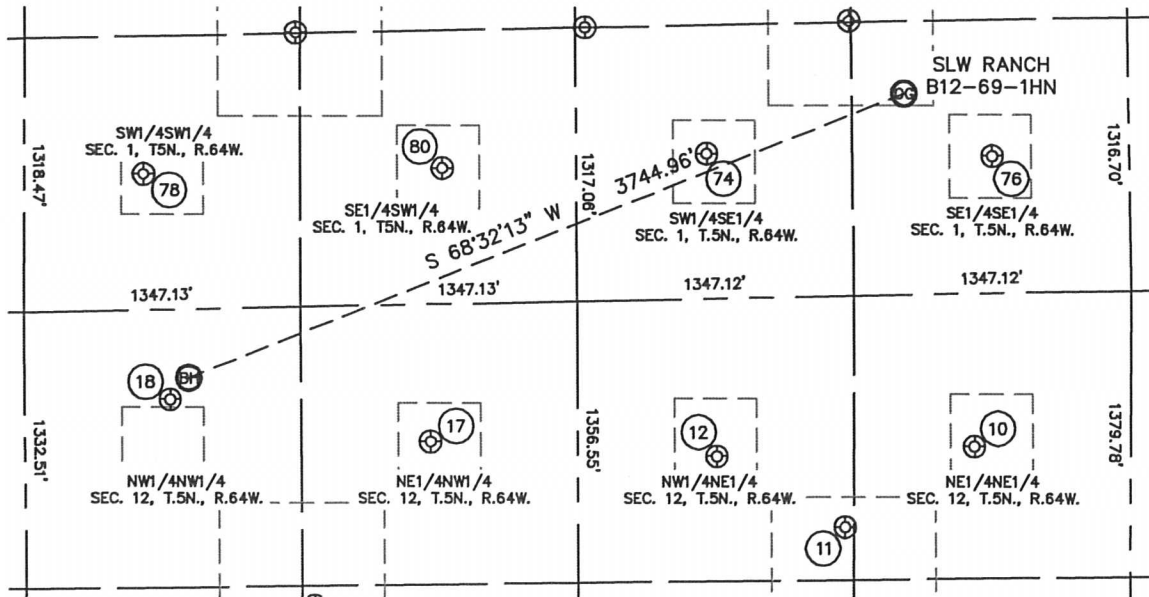 SLW RANCH
B12-69-1HN
OG
SW1/4SW1/4
SEC. 1, T5N., R.64W.
78
80
SE1/4SW1/4
SEC. 1, T5N., R.64W.
74
SW1/4SE1/4
SEC. 1, T.5N., R.64W.
76
SE1/4SE1/4
SEC. 1, T.5N., R.64W.
1318.47'
1317.06'
1316.70'
S 68°32'13" W 3744.96'
1347.13'
1347.13'
1347.12'
1347.12'
18
BH
17
12
10
1332.51'
1356.55'
1379.78'
NW1/4NW1/4
SEC. 12, T.5N., R.64W.
NE1/4NW1/4
SEC. 12, T.5N., R.64W.
NW1/4NE1/4
SEC. 12, T.5N., R.64W.
NE1/4NE1/4
SEC. 12, T.5N., R.64W.
11